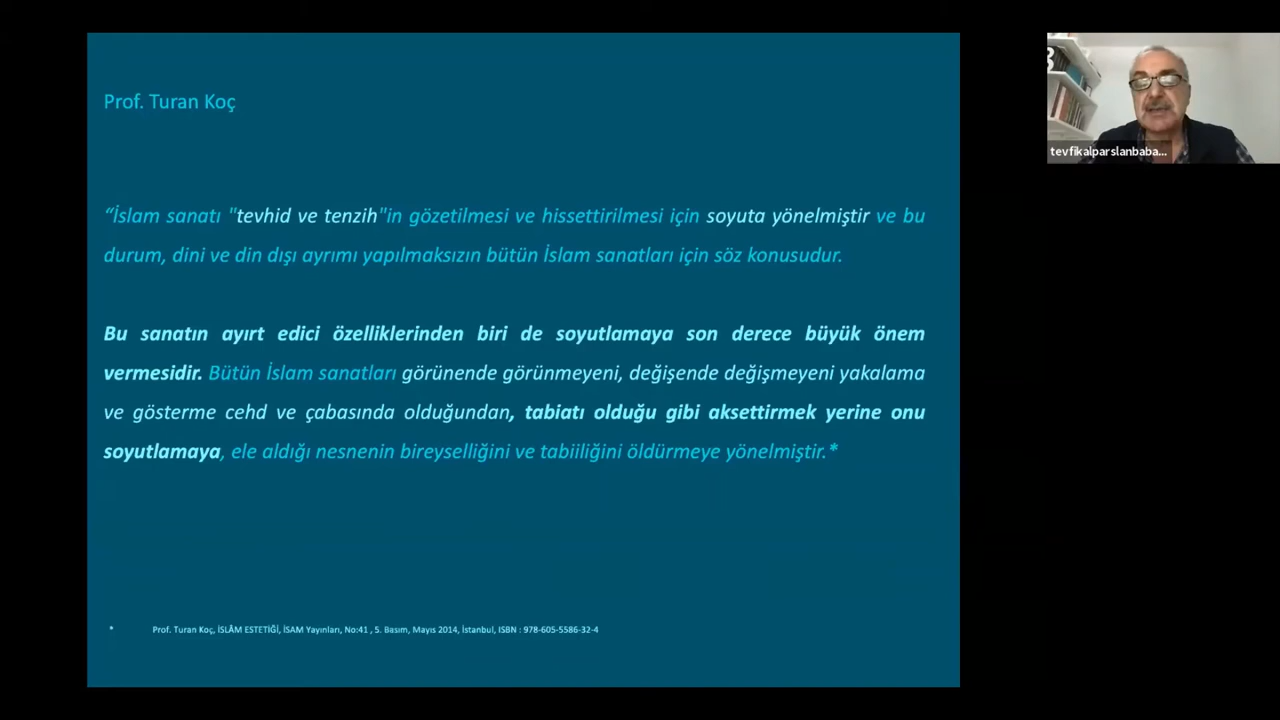 Prof. Turan Koç
“İslam sanatı "tevhid ve tenzih"in gözetilmesi ve hissettirilmesi için soyuta yönelmiştir ve bu
durum, dini ve din dışı ayrımı yapılmaksızın bütün İslam sanatları için söz konusudur.
Bu sanatın ayırt edici özelliklerinden biri de soyutlamaya son derece büyük önem
vermesidir. Bütün İslam sanatları görünende görünmeyeni, değişende değişmeyeni yakalama
ve gösterme cehd ve çabasında olduğundan, tabiatı olduğu gibi aksettirmek yerine onu
soyutlamaya, ele aldığı nesnenin bireyselliğini ve tabiiliğini öldürmeye yönelmiştir.*
* Prof. Turan Koç, İSLÂM ESTETİĞİ, İSAM Yayınları, No:41 , 5. Basım, Mayıs 2014, İstanbul, ISBN : 978-605-5586-32-4
tevfikalparslanbaba...